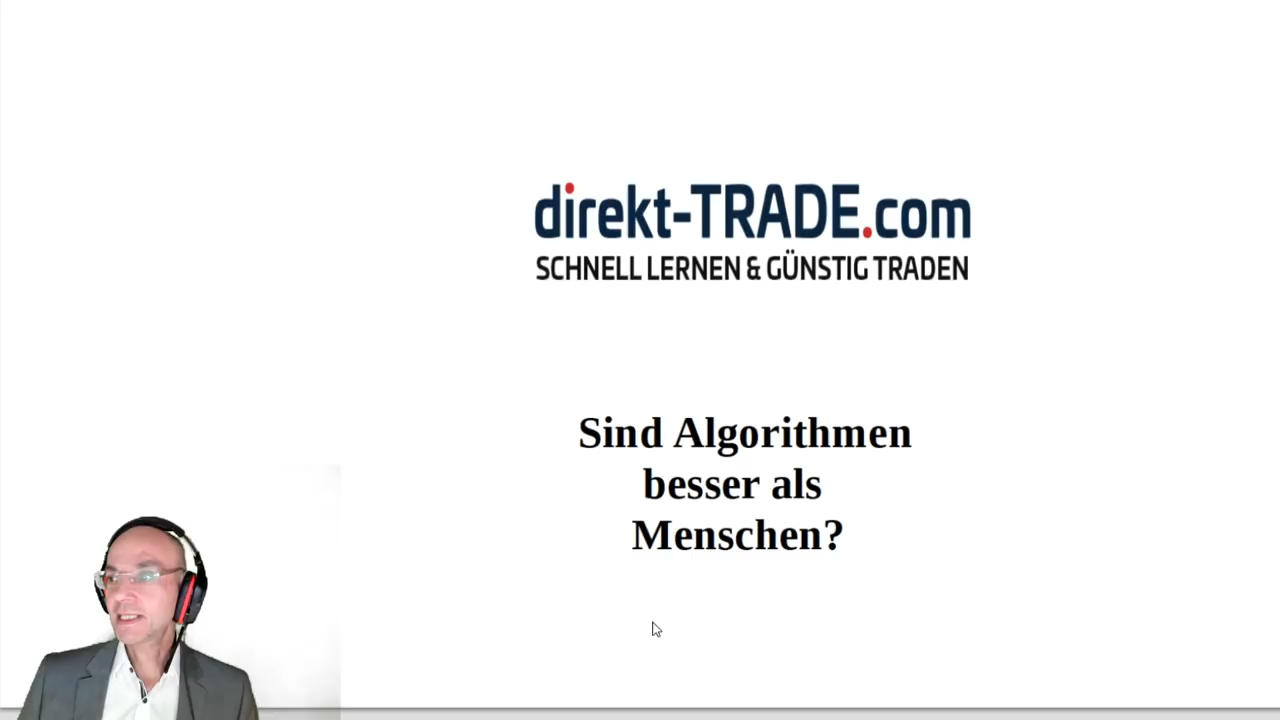 direkt-TRADE.com
SCHNELL LERNEN & GÜNSTIG TRADEN
Sind Algorithmen
besser als
Menschen?